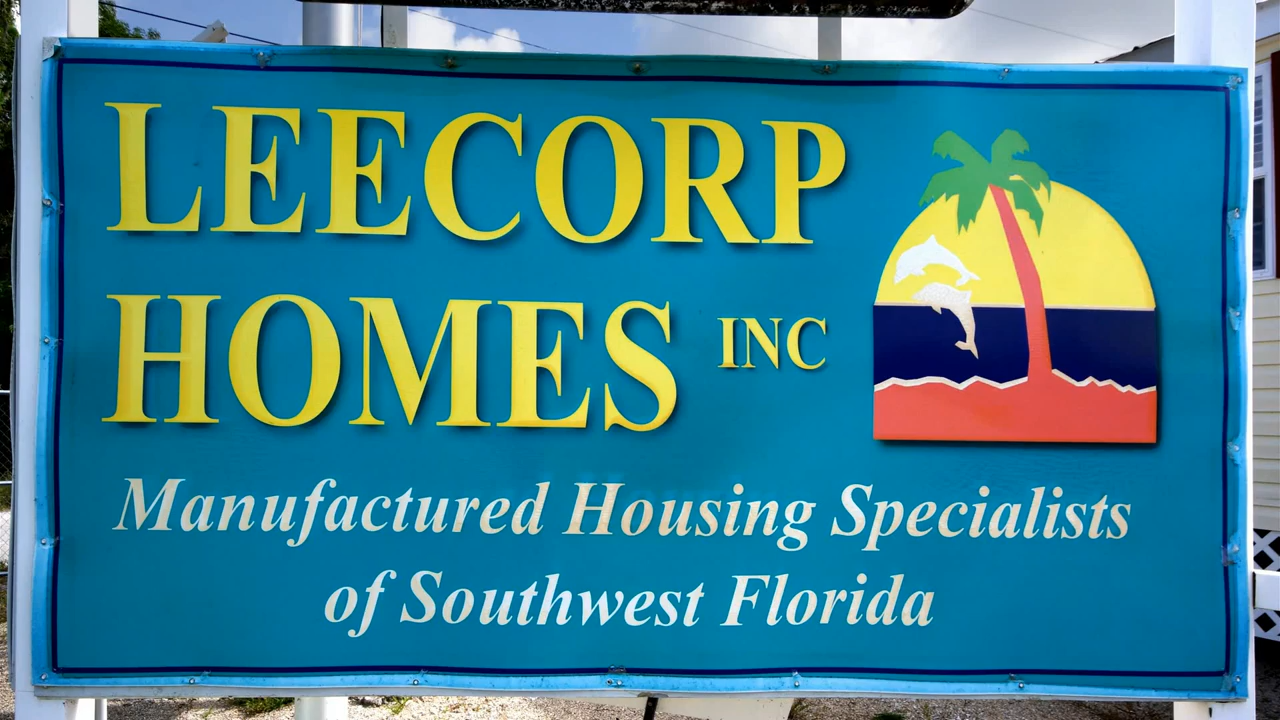 LEECORP
HOMES INC
Manufactured Housing Specialists
of Southwest Florida